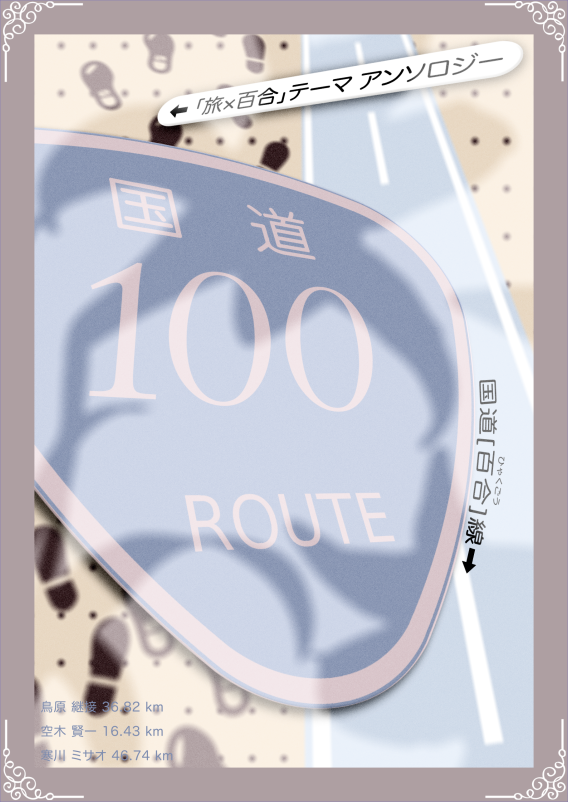 ←「旅×百合」テーマ アンソロジー
国道
100
ROUTE
国道[百合]線→
ひゃくごう
鳥原 継接 36.82 km
空木 賢一 16.43 km
寒川 ミサオ 46.74 km